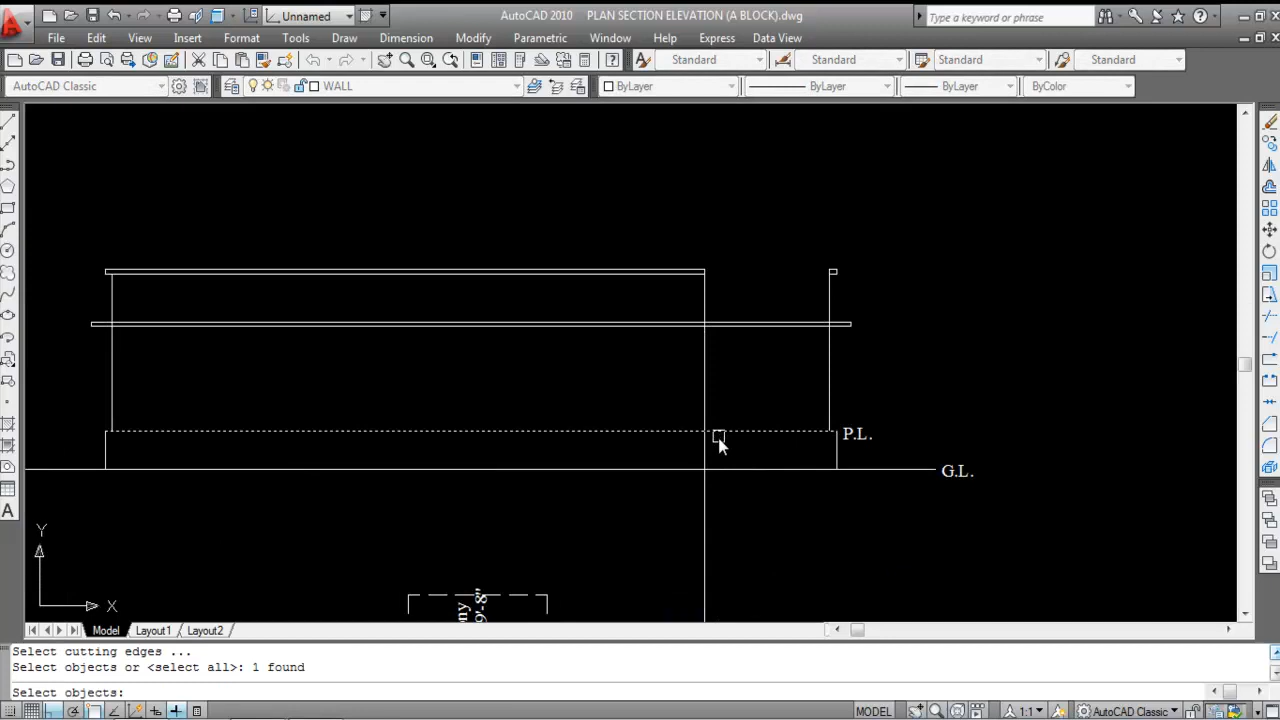 Unnamed
AutoCAD 2010 PLAN SECTION ELEVATION (A BLOCK).dwg
Type a keyword or phrase
File Edit View Insert Format Tools Draw Dimension Modify Parametric Window Help Express Data View
Standard Standard Standard Standard
AutoCAD Classic WALL ByLayer ByLayer ByLayer ByColor
P.L.
G.L.
9'-8"
Y
X
A
Model Layout1 Layout2
Select cutting edges ...
Select objects or <select all>: 1 found
Select objects:
MODEL 1:1 AutoCAD Classic